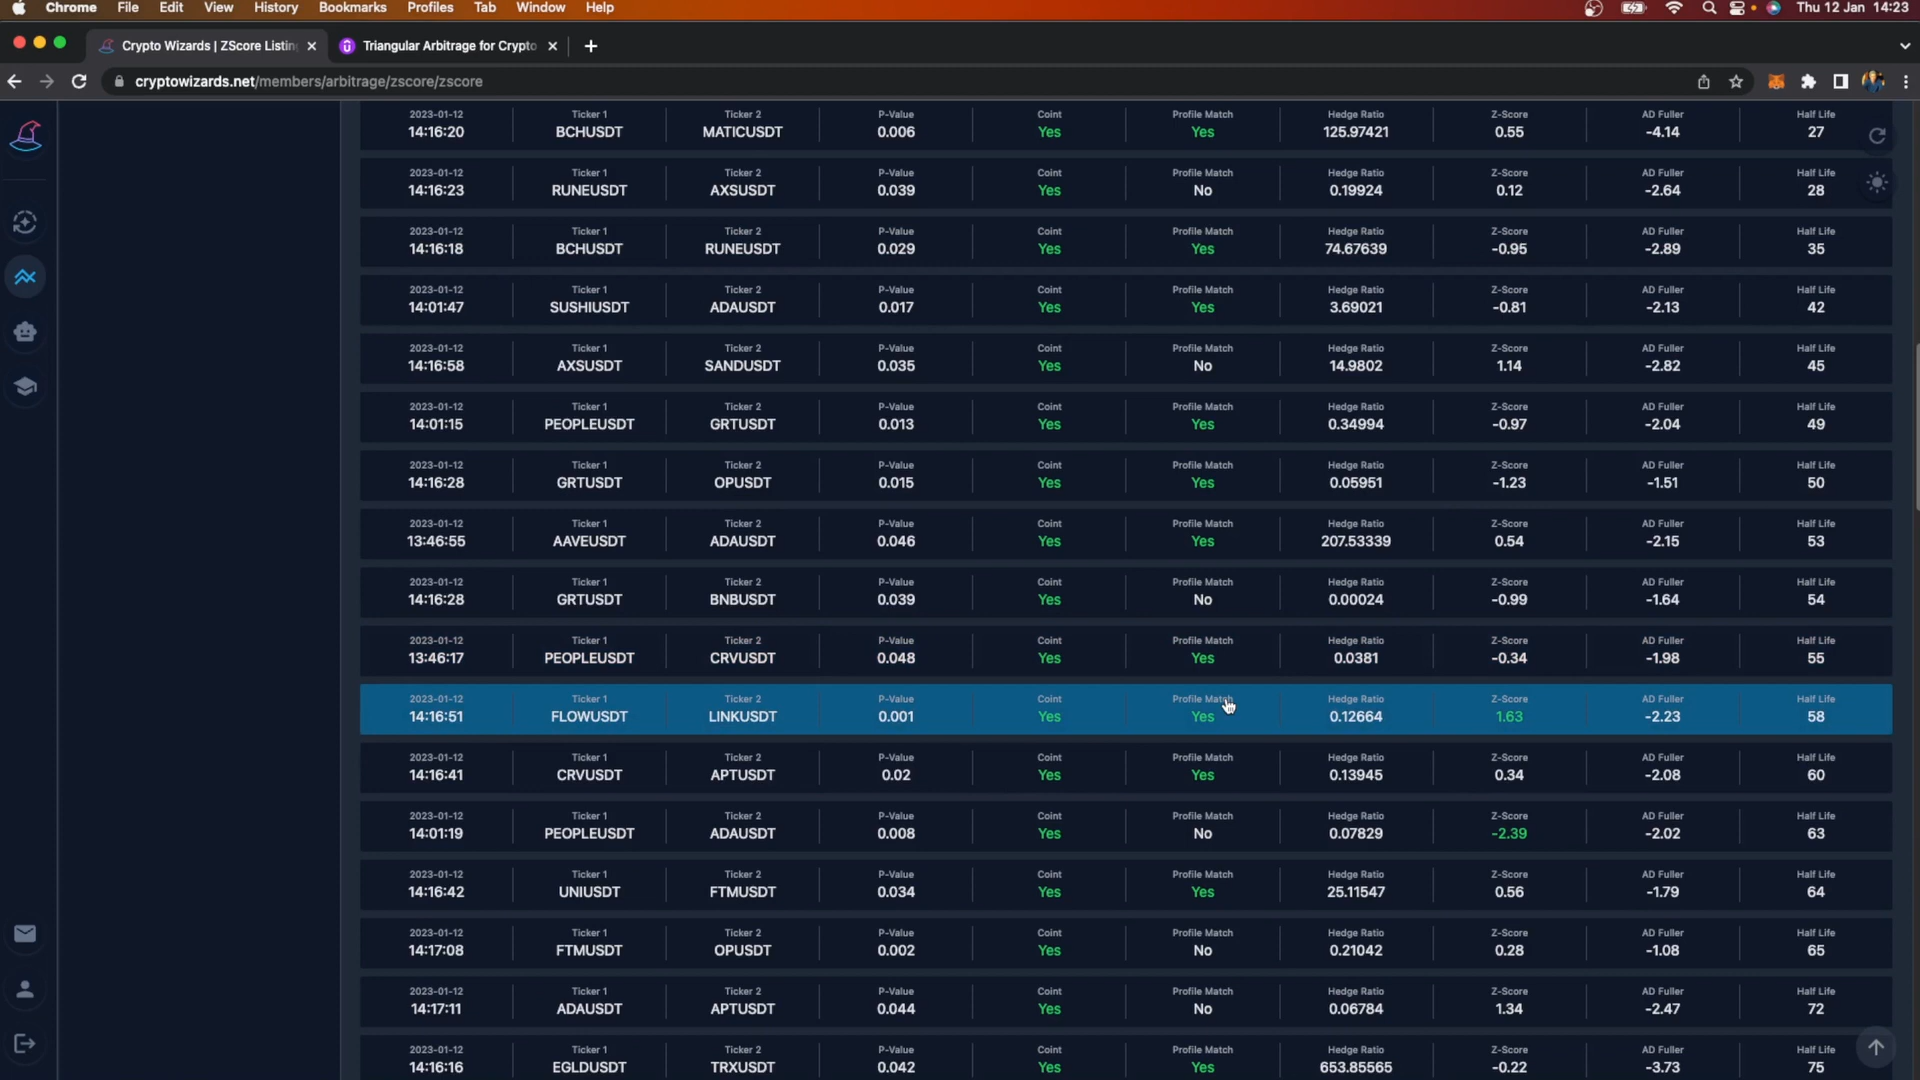 Chrome File Edit View History Bookmarks Profiles Tab Window Help Thu 12 Jan 14:23
Crypto Wizards | ZScore Listin Triangular Arbitrage for Crypto
cryptowizards.net/members/arbitrage/zscore/zscore
2023-01-12 Ticker 1 Ticker 2 P-Value Coint Profile Match Hedge Ratio Z-Score AD Fuller Half Life
14:16:20 BCHUSDT MATICUSDT 0.006 Yes Yes 125.97421 0.55 -4.14 27
2023-01-12 Ticker 1 Ticker 2 P-Value Coint Profile Match Hedge Ratio Z-Score AD Fuller Half Life
14:16:23 RUNEUSDT AXSUSDT 0.039 Yes No 0.19924 0.12 -2.64 28
2023-01-12 Ticker 1 Ticker 2 P-Value Coint Profile Match Hedge Ratio Z-Score AD Fuller Half Life
14:16:18 BCHUSDT RUNEUSDT 0.029 Yes Yes 74.67639 -0.95 -2.89 35
2023-01-12 Ticker 1 Ticker 2 P-Value Coint Profile Match Hedge Ratio Z-Score AD Fuller Half Life
14:01:47 SUSHIUSDT ADAUSDT 0.017 Yes Yes 3.69021 -0.81 -2.13 42
2023-01-12 Ticker 1 Ticker 2 P-Value Coint Profile Match Hedge Ratio Z-Score AD Fuller Half Life
14:16:58 AXSUSDT SANDUSDT 0.035 Yes No 14.9802 1.14 -2.82 45
2023-01-12 Ticker 1 Ticker 2 P-Value Coint Profile Match Hedge Ratio Z-Score AD Fuller Half Life
14:01:15 PEOPLEUSDT GRTUSDT 0.013 Yes Yes 0.34994 -0.97 -2.04 49
2023-01-12 Ticker 1 Ticker 2 P-Value Coint Profile Match Hedge Ratio Z-Score AD Fuller Half Life
14:16:28 GRTUSDT OPUSDT 0.015 Yes Yes 0.05951 -1.23 -1.51 50
2023-01-12 Ticker 1 Ticker 2 P-Value Coint Profile Match Hedge Ratio Z-Score AD Fuller Half Life
13:46:55 AAVEUSDT ADAUSDT 0.046 Yes Yes 207.53339 0.54 -2.15 53
2023-01-12 Ticker 1 Ticker 2 P-Value Coint Profile Match Hedge Ratio Z-Score AD Fuller Half Life
14:16:28 GRTUSDT BNBUSDT 0.039 Yes No 0.00024 -0.99 -1.64 54
2023-01-12 Ticker 1 Ticker 2 P-Value Coint Profile Match Hedge Ratio Z-Score AD Fuller Half Life
13:46:17 PEOPLEUSDT CRVUSDT 0.048 Yes Yes 0.0381 -0.34 -1.98 55
2023-01-12 Ticker 1 Ticker 2 P-Value Coint Profile Match Hedge Ratio Z-Score AD Fuller Half Life
14:16:51 FLOWUSDT LINKUSDT 0.001 Yes Yes 0.12664 1.63 -2.23 58
2023-01-12 Ticker 1 Ticker 2 P-Value Coint Profile Match Hedge Ratio Z-Score AD Fuller Half Life
14:16:41 CRVUSDT APTUSDT 0.02 Yes Yes 0.13945 0.34 -2.08 60
2023-01-12 Ticker 1 Ticker 2 P-Value Coint Profile Match Hedge Ratio Z-Score AD Fuller Half Life
14:01:19 PEOPLEUSDT ADAUSDT 0.008 Yes No 0.07829 -2.39 -2.02 63
2023-01-12 Ticker 1 Ticker 2 P-Value Coint Profile Match Hedge Ratio Z-Score AD Fuller Half Life
14:16:42 UNIUSDT FTMUSDT 0.034 Yes Yes 25.11547 0.56 -1.79 64
2023-01-12 Ticker 1 Ticker 2 P-Value Coint Profile Match Hedge Ratio Z-Score AD Fuller Half Life
14:17:08 FTMUSDT OPUSDT 0.002 Yes No 0.21042 0.28 -1.08 65
2023-01-12 Ticker 1 Ticker 2 P-Value Coint Profile Match Hedge Ratio Z-Score AD Fuller Half Life
14:17:11 ADAUSDT APTUSDT 0.044 Yes No 0.06784 1.34 -2.47 72
2023-01-12 Ticker 1 Ticker 2 P-Value Coint Profile Match Hedge Ratio Z-Score AD Fuller Half Life
14:16:16 EGLDUSDT TRXUSDT 0.042 Yes Yes 653.85565 -0.22 -3.73 75